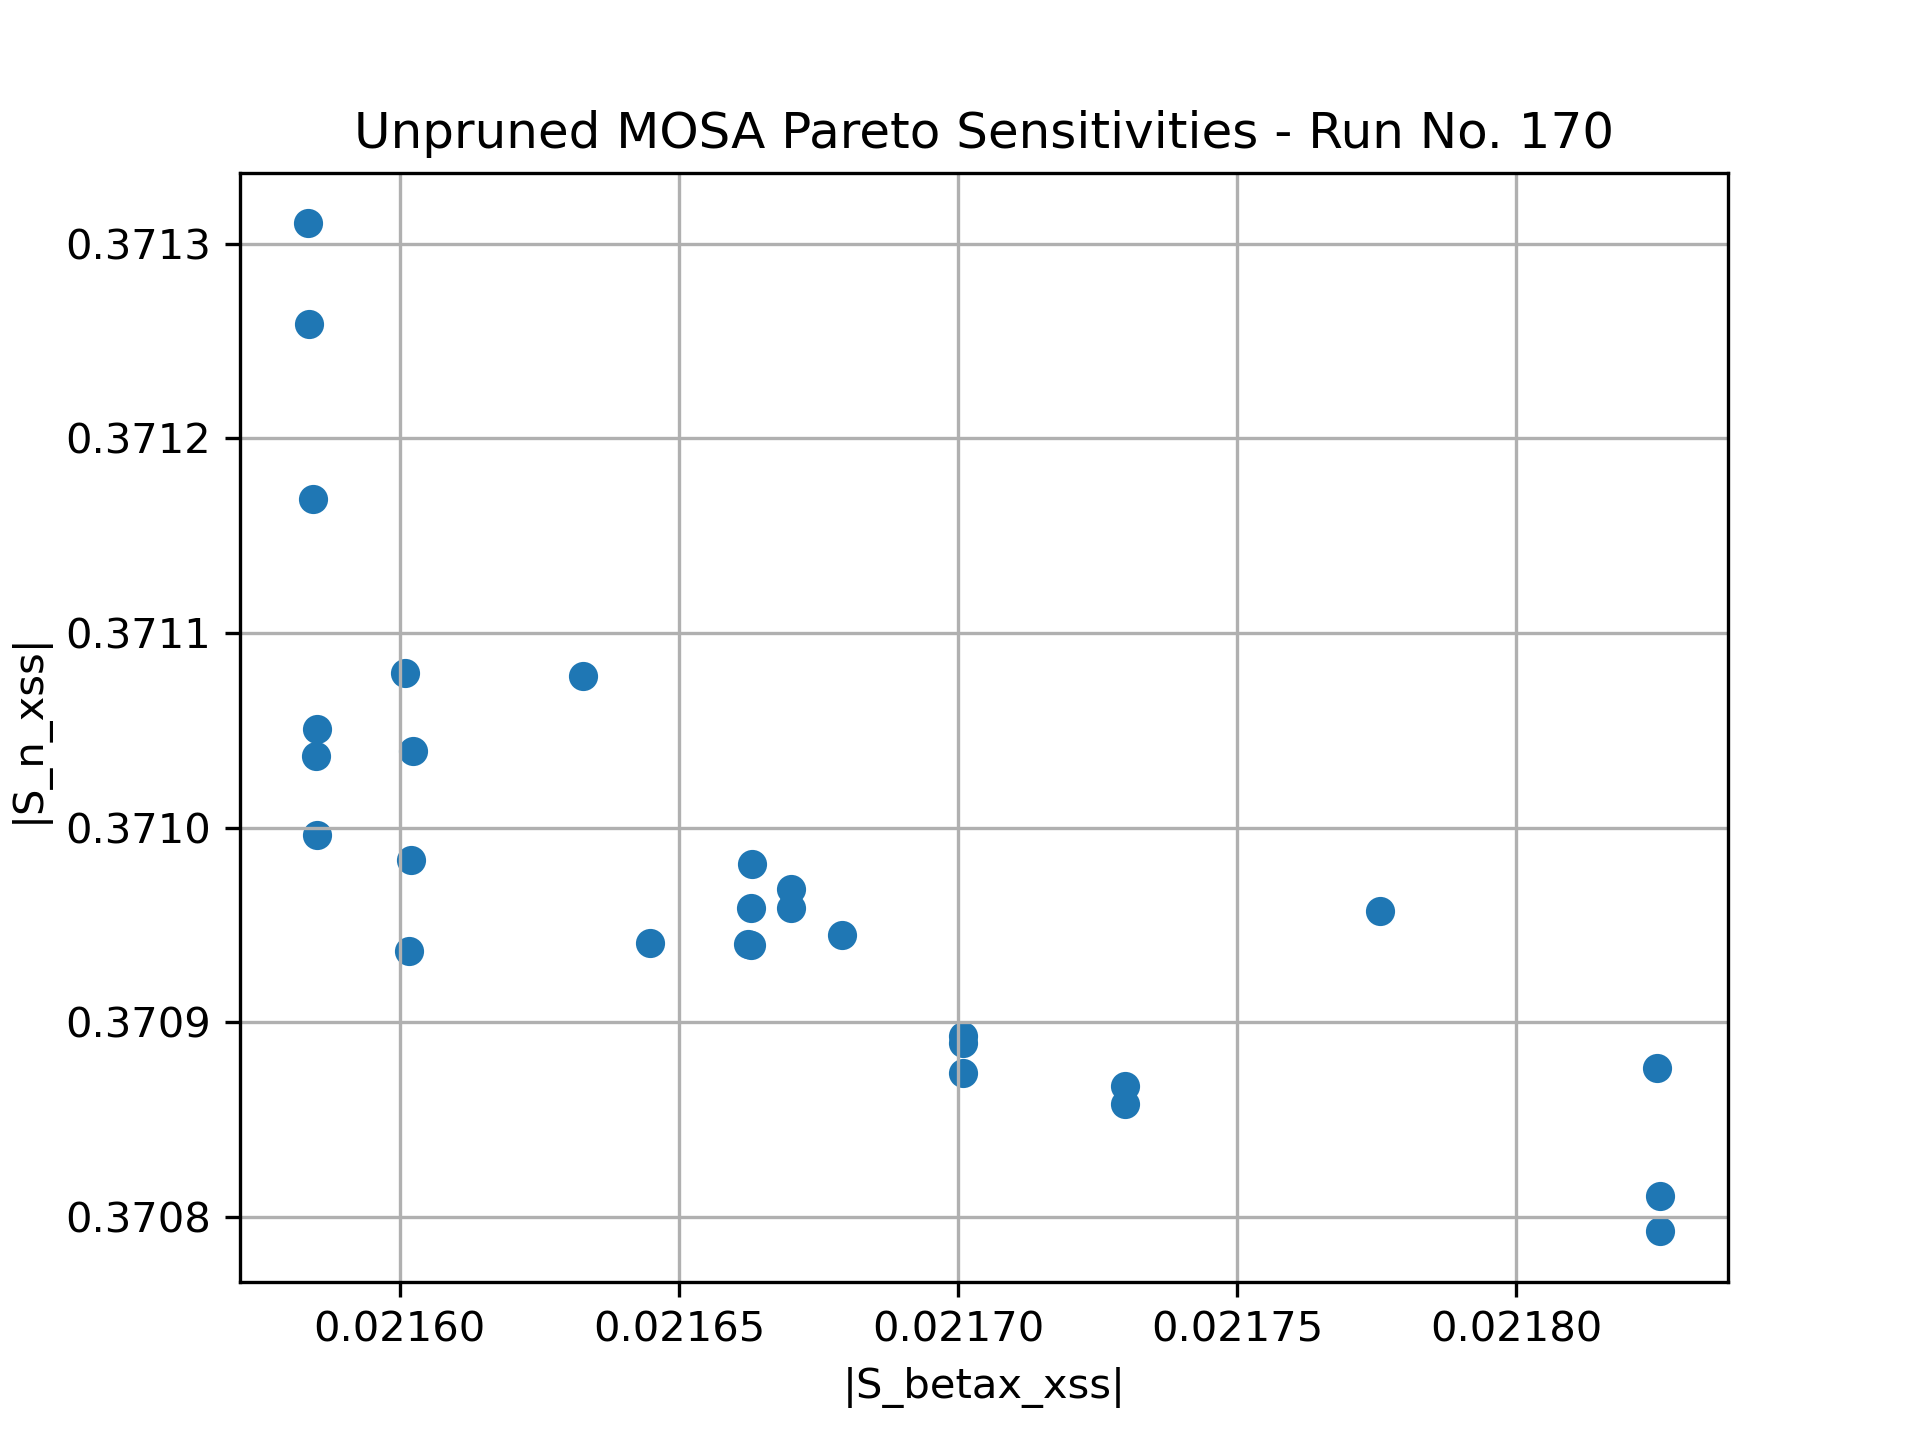 Unpruned MOSA Pareto Sensitivities - Run No. 170
|S_n_xss|
0.3713
0.3712
0.3711
0.3710
0.3709
0.3708
0.02160 0.02165 0.02170 0.02175 0.02180
|S_betax_xss|